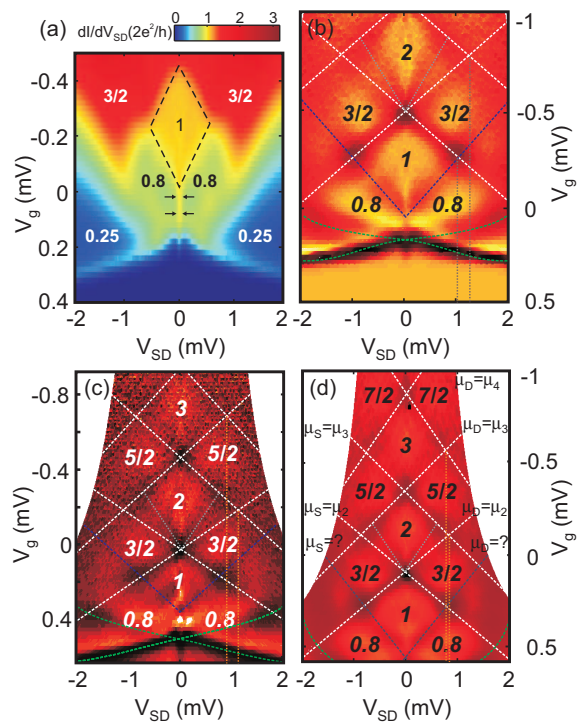 (a) dI/dV_SD(2e²/h) 0 1 2 3
3/2 3/2
1
0.8 0.8
0.25 0.25
-0.4
-0.2
0
0.2
0.4
V_g (mV)
-2 -1 0 1 2
V_SD (mV)
(b)
2
3/2 3/2
1
0.8 0.8
-1
-0.5
0
0.5
V_g (mV)
-2 -1 0 1 2
V_SD (mV)
(c)
3
5/2 5/2
2
3/2 3/2
1
0.8 0.8
-0.8
-0.4
0
0.4
V_g (mV)
-2 -1 0 1 2
V_SD (mV)
(d)
7/2 7/2 μ_D=μ_4
μ_S=μ_3 3 μ_D=μ_3
5/2 5/2
μ_S=μ_2 2 μ_D=μ_2
μ_S=? μ_D=?
3/2 3/2
1
0.8 0.8
-1
-0.5
0
0.5
V_g (mV)
-2 -1 0 1 2
V_SD (mV)